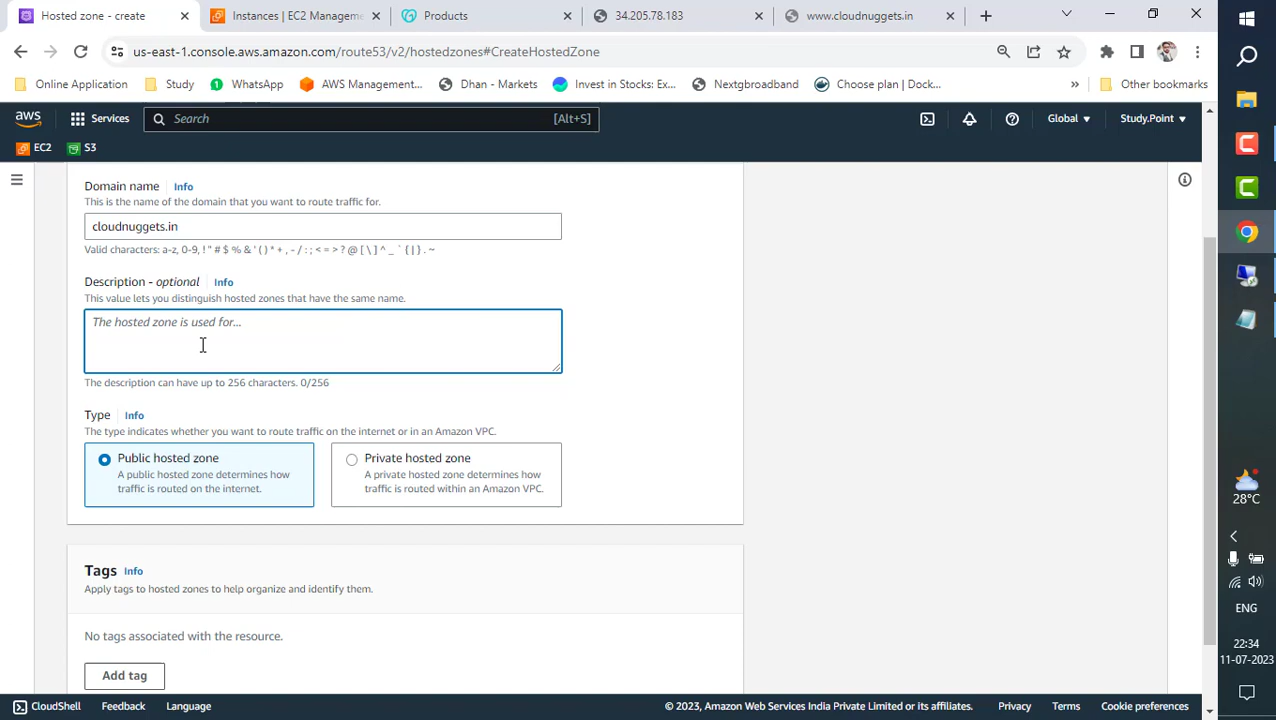 Hosted zone - create
Instances | EC2 Managem
Products
34.205.78.183
www.cloudnuggets.in
us-east-1.console.aws.amazon.com/route53/v2/hostedzones#CreateHostedZone
Online Application
Study
WhatsApp
AWS Management...
Dhan - Markets
Invest in Stocks: Ex...
Nextgbroadband
Choose plan | Dock...
»
Other bookmarks
aws
Services
Search
[Alt+S]
Global
Study.Point
EC2
S3
Domain name
Info
This is the name of the domain that you want to route traffic for.
cloudnuggets.in
Valid characters: a-z, 0-9, ! " # $ % & ' ( ) * + , - / : ; < = > ? @ [ \ ] ^ _ ` { | } . ~
Description - optional
Info
This value lets you distinguish hosted zones that have the same name.
The hosted zone is used for...
The description can have up to 256 characters. 0/256
Type
Info
The type indicates whether you want to route traffic on the internet or in an Amazon VPC.
Public hosted zone
A public hosted zone determines how
traffic is routed on the internet.
Private hosted zone
A private hosted zone determines how
traffic is routed within an Amazon VPC.
Tags
Info
Apply tags to hosted zones to help organize and identify them.
No tags associated with the resource.
Add tag
CloudShell
Feedback
Language
© 2023, Amazon Web Services India Private Limited or its affiliates.
Privacy
Terms
Cookie preferences
28°C
ENG
22:34
11-07-2023